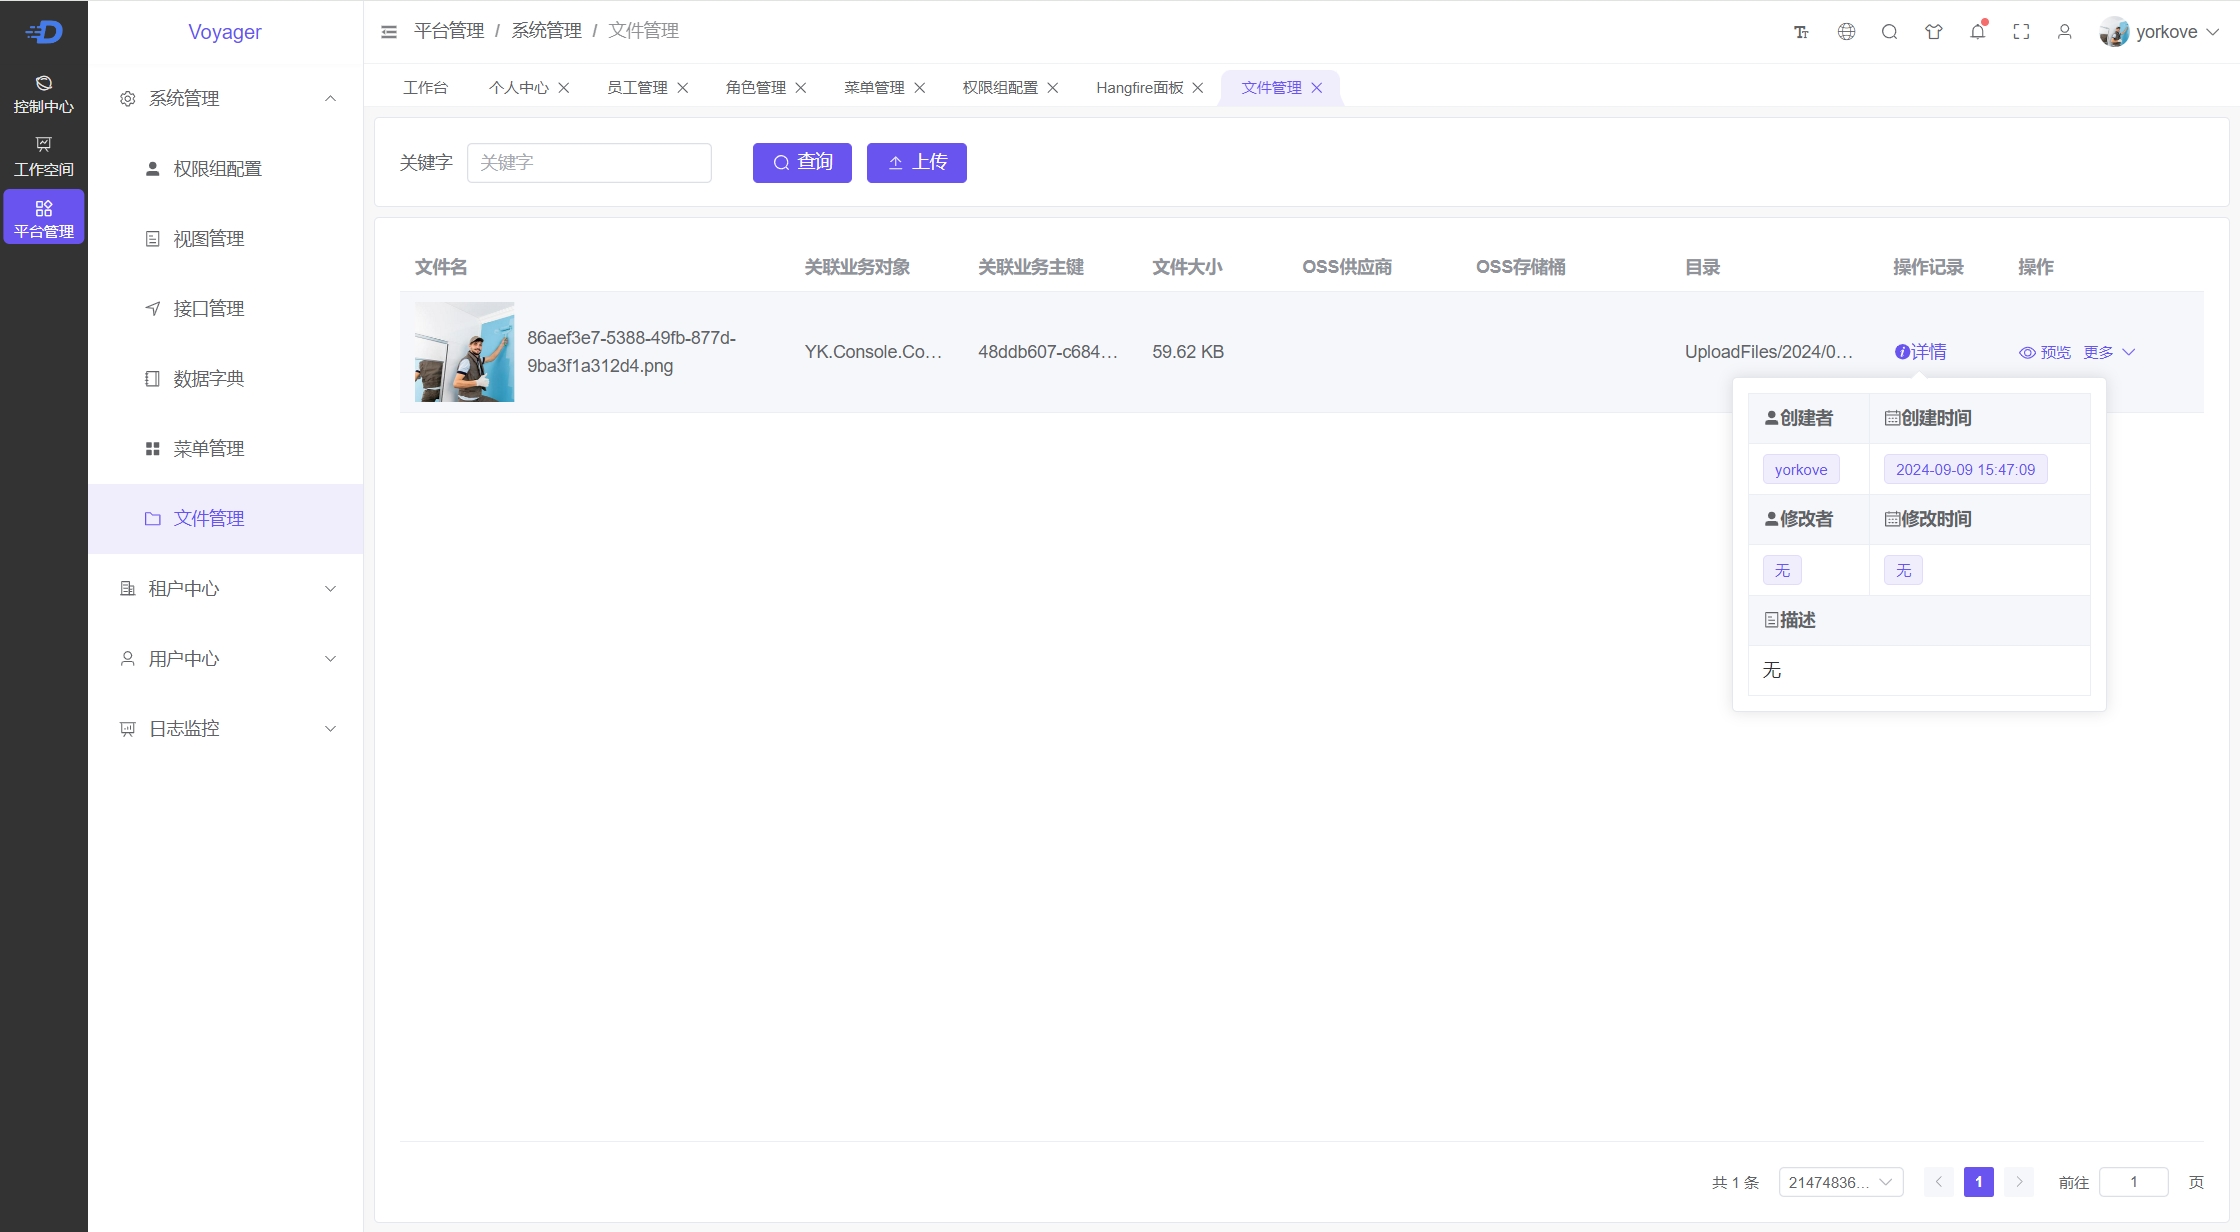 Voyager
控制中心
工作空间
平台管理
系统管理
权限组配置
视图管理
接口管理
数据字典
菜单管理
文件管理
租户中心
用户中心
日志监控
平台管理 / 系统管理 / 文件管理
yorkove
工作台 个人中心 员工管理 角色管理 菜单管理 权限组配置 Hangfire面板 文件管理
关键字 关键字 查询 上传
文件名 关联业务对象 关联业务主键 文件大小 OSS供应商 OSS存储桶 目录 操作记录 操作
86aef3e7-5388-49fb-877d-
9ba3f1a312d4.png
YK.Console.Co... 48ddb607-c684... 59.62 KB UploadFiles/2024/0... 详情 预览 更多
创建者 创建时间
yorkove 2024-09-09 15:47:09
修改者 修改时间
无 无
描述
无
共 1 条 21474836... 1 前往 1 页